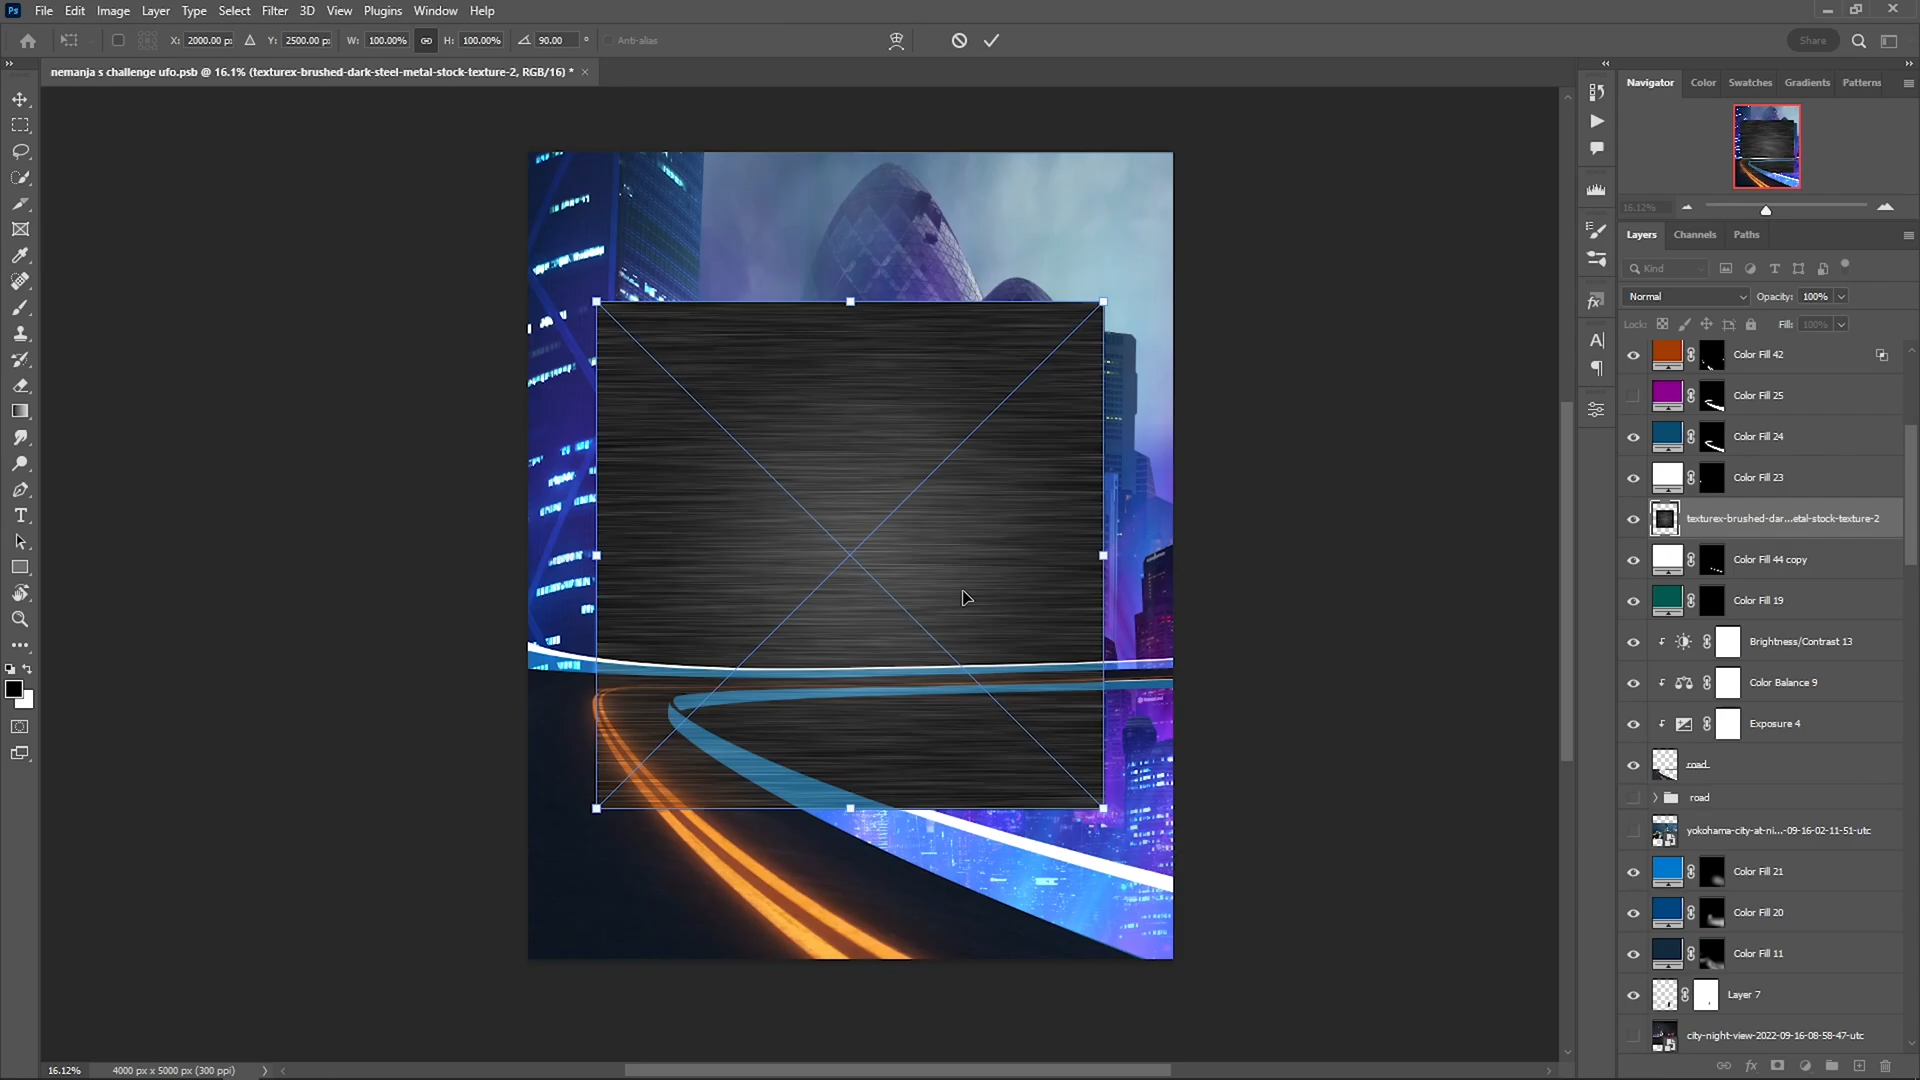 Ps File Edit Image Layer Type Select Filter 3D View Plugins Window Help
X: 2000.00 p: Y: 2500.00 p: W: 100.00% H: 100.00% 90.00 ° Anti-alias Share
nemanja s challenge ufo.psb @ 16.1% (texturex-brushed-dark-steel-metal-stock-texture-2, RGB/16) * ×
Navigator Color Swatches Gradients Patterns
16.12%
Layers Channels Paths
Kind
Normal Opacity: 100%
Lock: Fill: 100%
Color Fill 42
Color Fill 25
Color Fill 24
Color Fill 23
texturex-brushed-dar...etal-stock-texture-2
Color Fill 44 copy
Color Fill 19
Brightness/Contrast 13
Color Balance 9
Exposure 4
road
road
yokohama-city-at-ni...-09-16-02-11-51-utc
Color Fill 21
Color Fill 20
Color Fill 11
Layer 7
city-night-view-2022-09-16-08-58-47-utc
16.12% 4000 px x 5000 px (300 ppi)